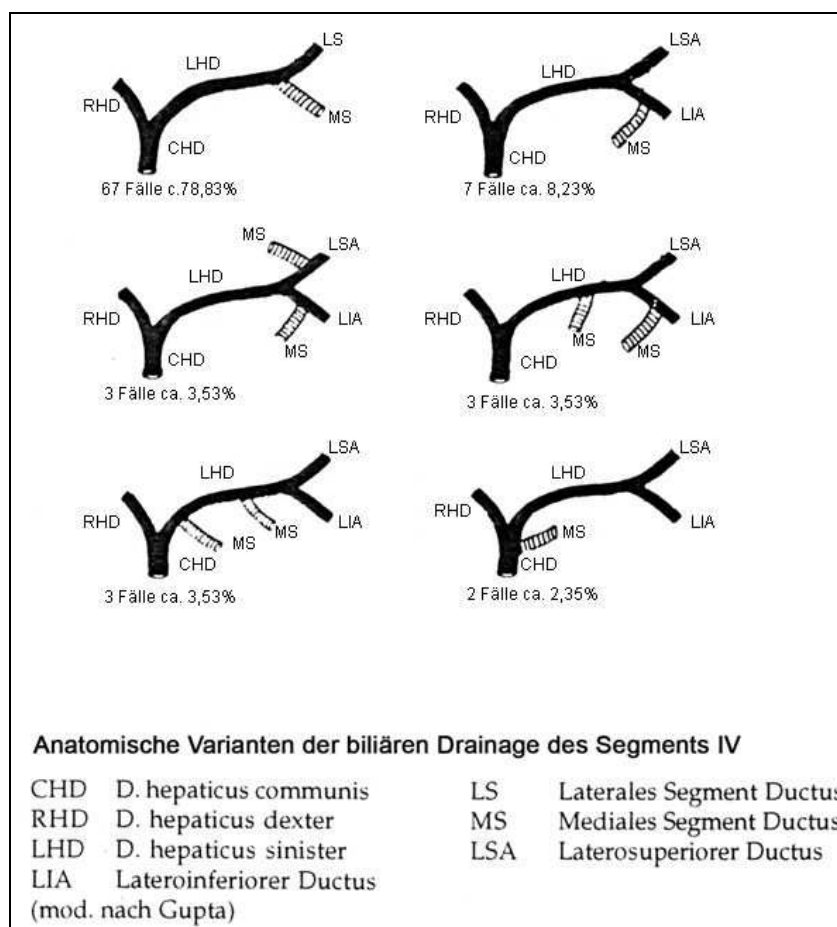 LS
LHD
RHD
MS
CHD
67 Fälle c.78,83%
LSA
LHD
RHD
LIA
MS
CHD
7 Fälle ca. 8,23%
MS
LSA
LHD
RHD
LIA
MS
CHD
3 Fälle ca. 3,53%
LSA
LHD
RHD
LIA
MS
MS
CHD
3 Fälle ca. 3,53%
LSA
LHD
RHD
LIA
MS
MS
CHD
3 Fälle ca. 3,53%
LSA
LHD
RHD
LIA
MS
CHD
2 Fälle ca. 2,35%
Anatomische Varianten der biliären Drainage des Segments IV
CHD D. hepaticus communis
RHD D. hepaticus dexter
LHD D. hepaticus sinister
LIA Lateroinferiorer Ductus
(mod. nach Gupta)
LS Laterales Segment Ductus
MS Mediales Segment Ductus
LSA Laterosuperiorer Ductus